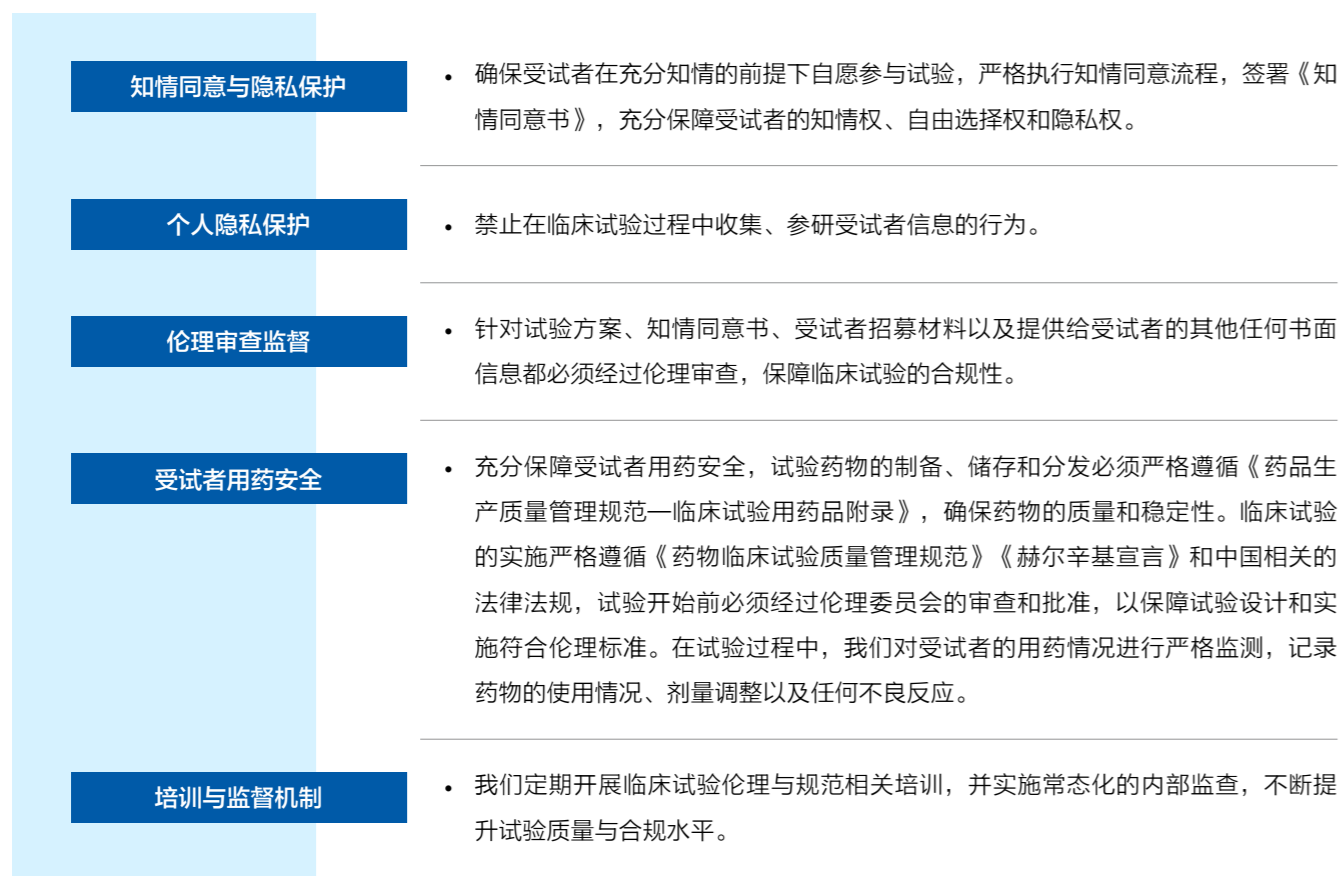 知情同意与隐私保护
• 确保受试者在充分知情的前提下自愿参与试验，严格执行知情同意流程，签署《知
情同意书》，充分保障受试者的知情权、自由选择权和隐私权。
个人隐私保护
• 禁止在临床试验过程中收集、参研受试者信息的行为。
伦理审查监督
• 针对试验方案、知情同意书、受试者招募材料以及提供给受试者的其他任何书面
信息都必须经过伦理审查，保障临床试验的合规性。
受试者用药安全
• 充分保障受试者用药安全，试验药物的制备、储存和分发必须严格遵循《药品生
产质量管理规范—临床试验用药品附录》，确保药物的质量和稳定性。临床试验
的实施严格遵循《药物临床试验质量管理规范》《赫尔辛基宣言》和中国相关的
法律法规，试验开始前必须经过伦理委员会的审查和批准，以保障试验设计和实
施符合伦理标准。在试验过程中，我们对受试者的用药情况进行严格监测，记录
药物的使用情况、剂量调整以及任何不良反应。
培训与监督机制
• 我们定期开展临床试验伦理与规范相关培训，并实施常态化的内部监查，不断提
升试验质量与合规水平。